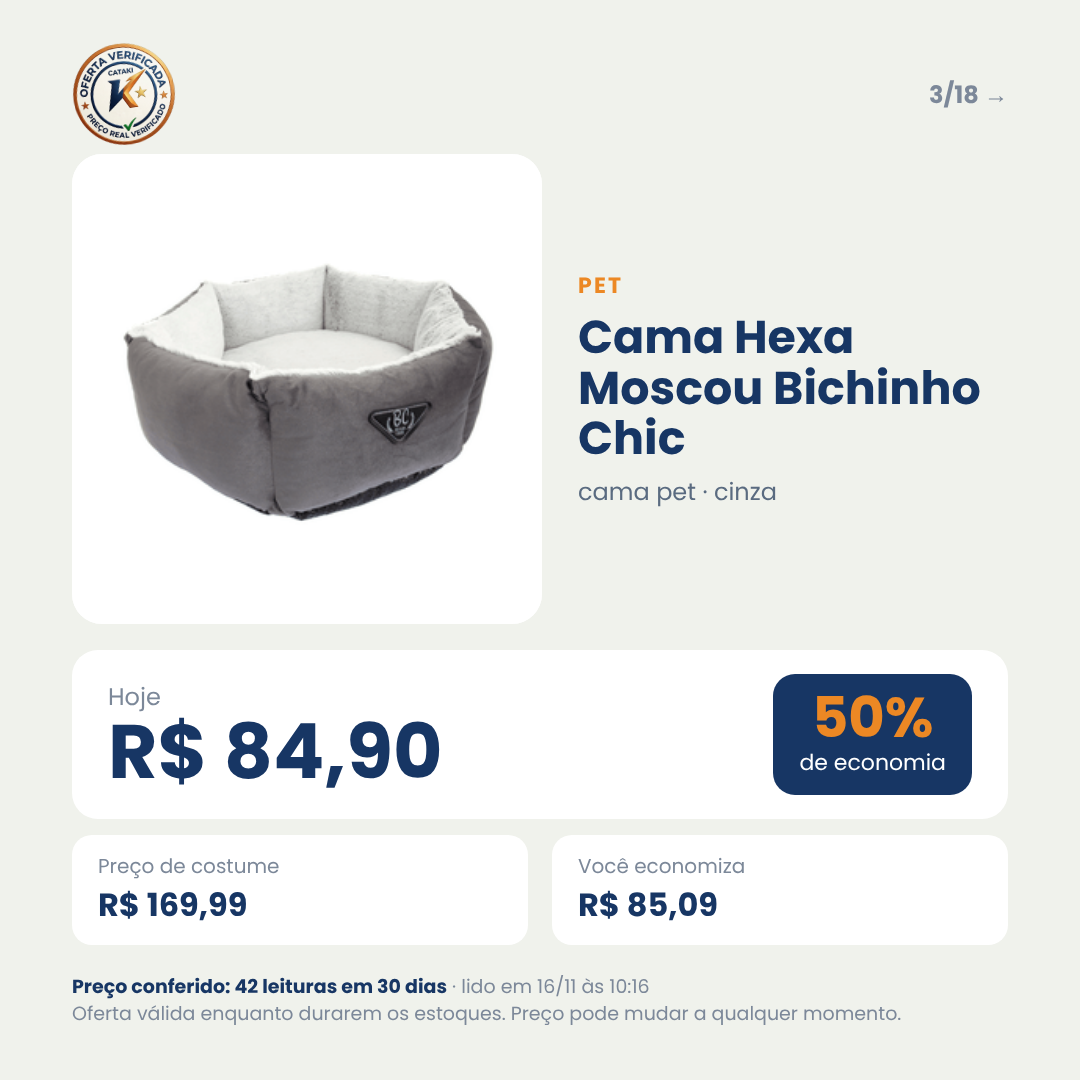 OFERTA VERIFICADA
CATAKI
K
PREÇO REAL VERIFICADO
3/18 →
PET
Cama Hexa
Moscou Bichinho
Chic
cama pet · cinza
BC
Hoje
R$ 84,90
50%
de economia
Preço de costume
R$ 169,99
Você economiza
R$ 85,09
Preço conferido: 42 leituras em 30 dias · lido em 16/11 às 10:16
Oferta válida enquanto durarem os estoques. Preço pode mudar a qualquer momento.